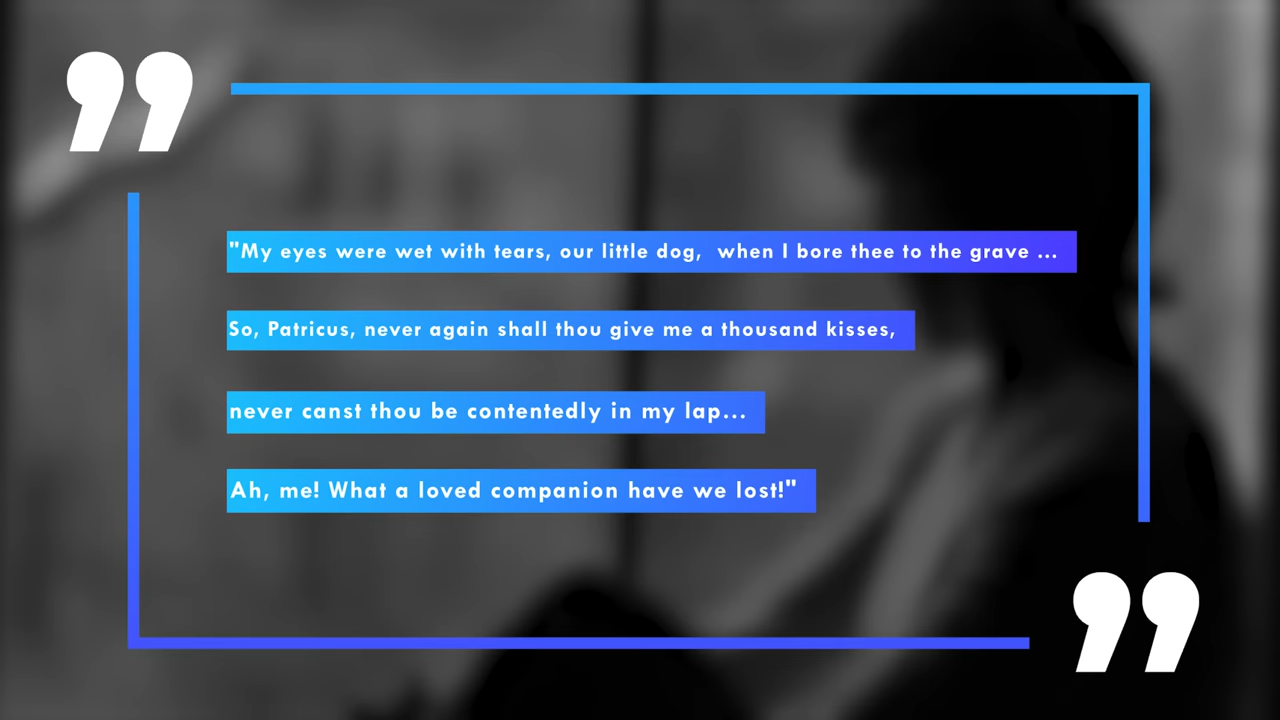 "My eyes were wet with tears, our little dog,  when I bore thee to the grave ...
So, Patricus, never again shall thou give me a thousand kisses,
never canst thou be contentedly in my lap...
Ah, me! What a loved companion have we lost!"